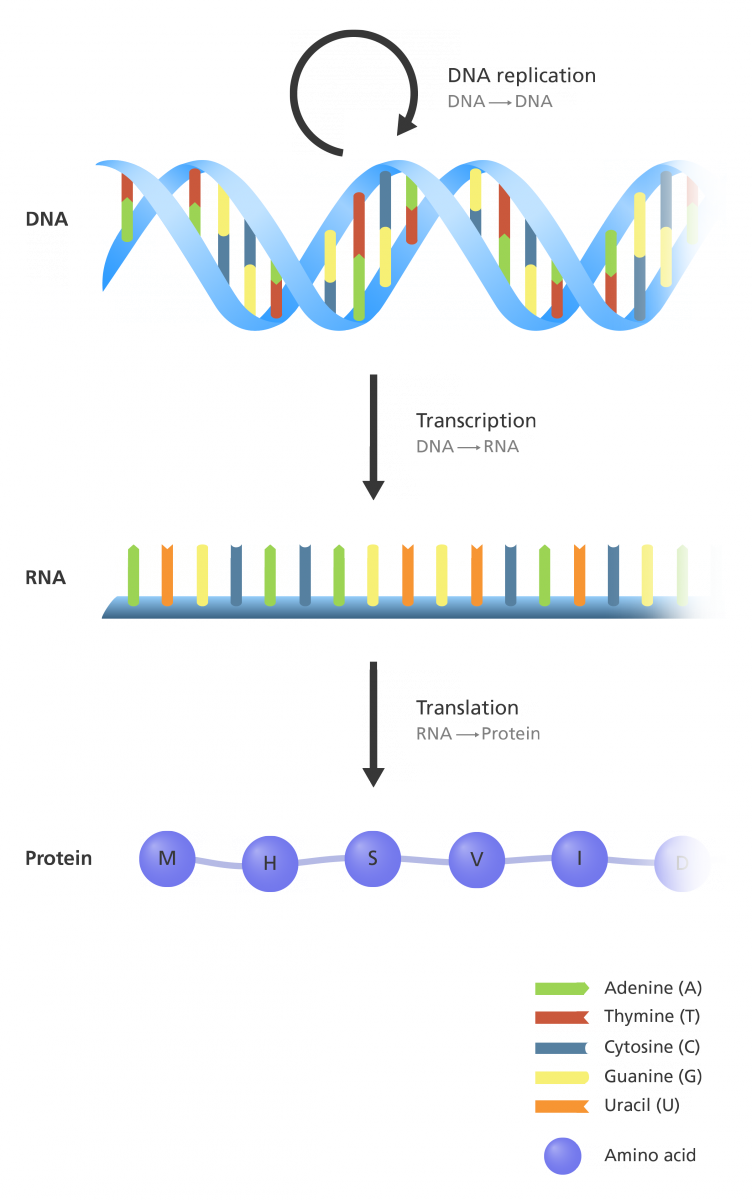 DNA replication
DNA → DNA
DNA
Transcription
DNA → RNA
RNA
Translation
RNA → Protein
Protein
M H S V I D
Adenine (A)
Thymine (T)
Cytosine (C)
Guanine (G)
Uracil (U)
Amino acid